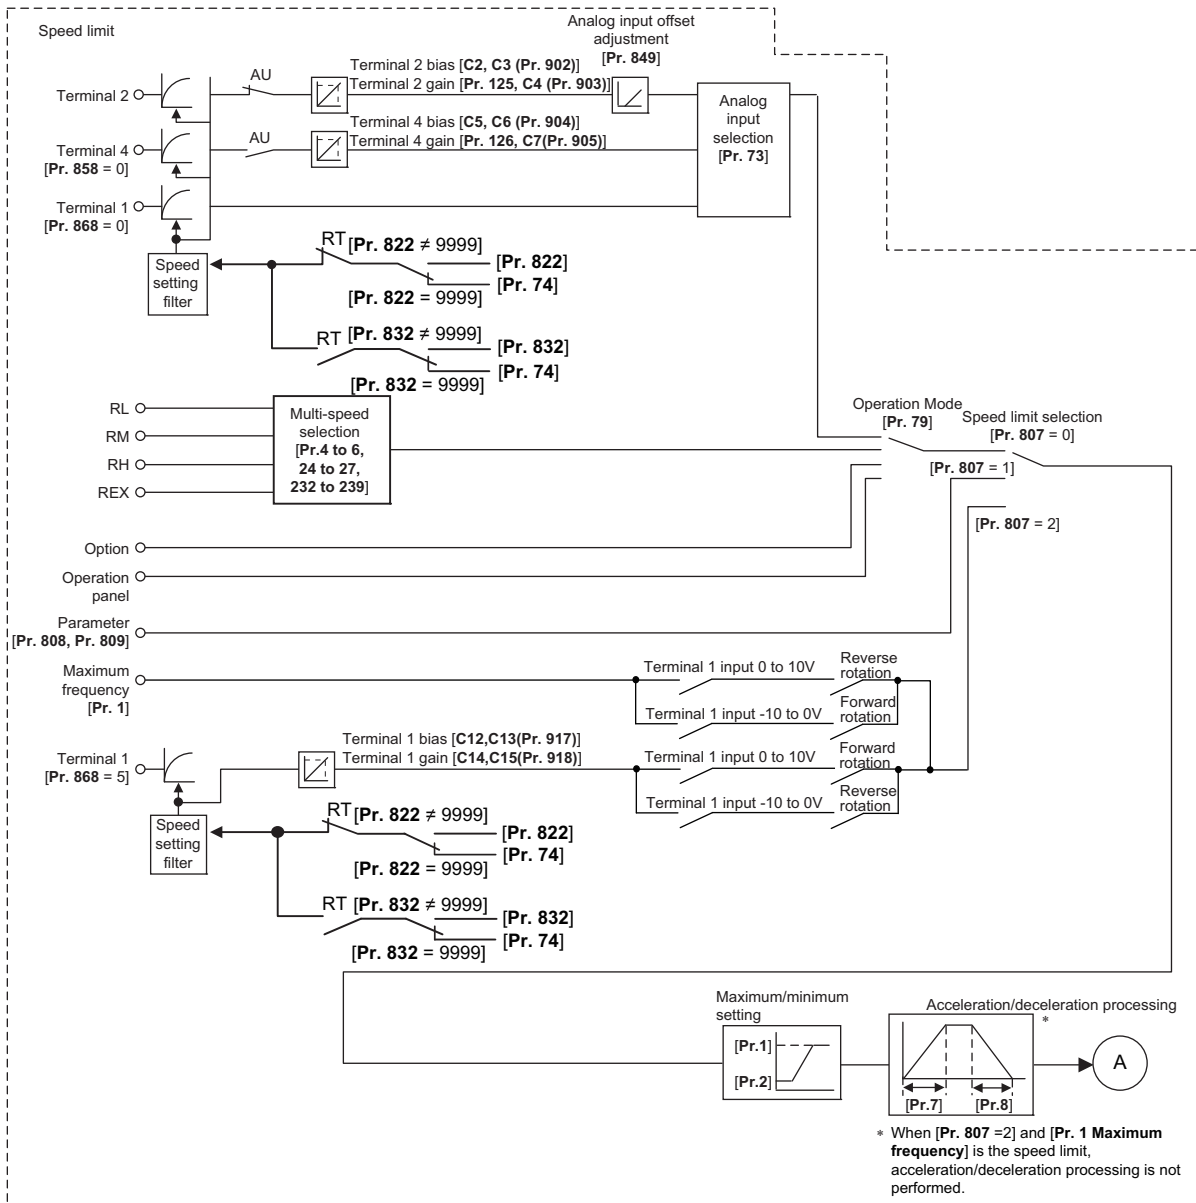 Speed limit
Analog input offset
adjustment
[Pr. 849]
Terminal 2
AU
Terminal 2 bias [C2, C3 (Pr. 902)]
Terminal 2 gain [Pr. 125, C4 (Pr. 903)]
Analog
input
selection
[Pr. 73]
Terminal 4
[Pr. 858 = 0]
AU
Terminal 4 bias [C5, C6 (Pr. 904)]
Terminal 4 gain [Pr. 126, C7(Pr. 905)]
Terminal 1
[Pr. 868 = 0]
Speed
setting
filter
RT [Pr. 822 ≠ 9999]
[Pr. 822]
[Pr. 74]
[Pr. 822 = 9999]
RT [Pr. 832 ≠ 9999]
[Pr. 832]
[Pr. 74]
[Pr. 832 = 9999]
RL
RM
RH
REX
Multi-speed
selection
[Pr.4 to 6,
24 to 27,
232 to 239]
Operation Mode
[Pr. 79]
Speed limit selection
[Pr. 807 = 0]
[Pr. 807 = 1]
[Pr. 807 = 2]
Option
Operation
panel
Parameter
[Pr. 808, Pr. 809]
Maximum
frequency
[Pr. 1]
Terminal 1 input 0 to 10V
Reverse
rotation
Terminal 1 input -10 to 0V
Forward
rotation
Terminal 1
[Pr. 868 = 5]
Terminal 1 bias [C12,C13(Pr. 917)]
Terminal 1 gain [C14,C15(Pr. 918)]
Terminal 1 input 0 to 10V
Forward
rotation
Terminal 1 input -10 to 0V
Reverse
rotation
Speed
setting
filter
RT [Pr. 822 ≠ 9999]
[Pr. 822]
[Pr. 74]
[Pr. 822 = 9999]
RT [Pr. 832 ≠ 9999]
[Pr. 832]
[Pr. 74]
[Pr. 832 = 9999]
Maximum/minimum
setting
[Pr.1]
[Pr.2]
Acceleration/deceleration processing
*
[Pr.7]
[Pr.8]
A
* When [Pr. 807 =2] and [Pr. 1 Maximum
frequency] is the speed limit,
acceleration/deceleration processing is not
performed.